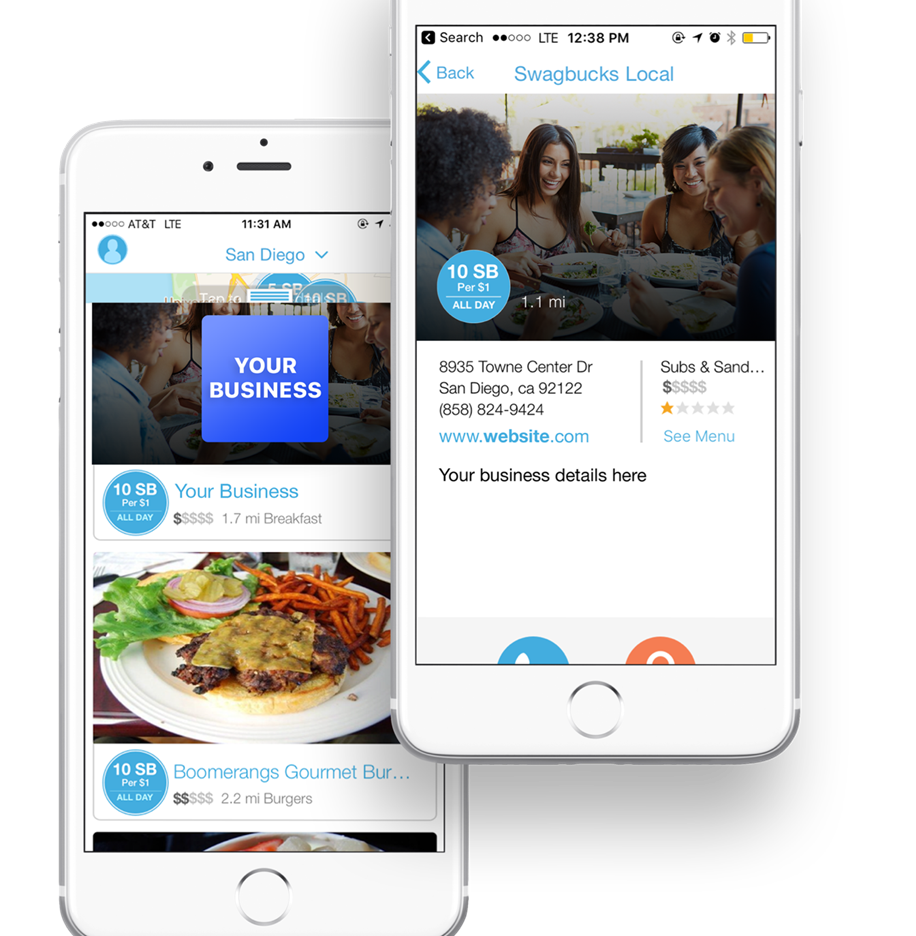 Search LTE 12:38 PM
Back Swagbucks Local
10 SB
Per $1
ALL DAY
1.1 mi
8935 Towne Center Dr
San Diego, ca 92122
(858) 824-9424
www.website.com
Subs & Sand...
$$$$$
See Menu
Your business details here
AT&T LTE 11:31 AM
San Diego
Tap to
5 SB
10 SB
YOUR
BUSINESS
10 SB
Per $1
ALL DAY
Your Business
$$$$$ 1.7 mi Breakfast
10 SB
Per $1
ALL DAY
Boomerangs Gourmet Bur...
$$$$$ 2.2 mi Burgers